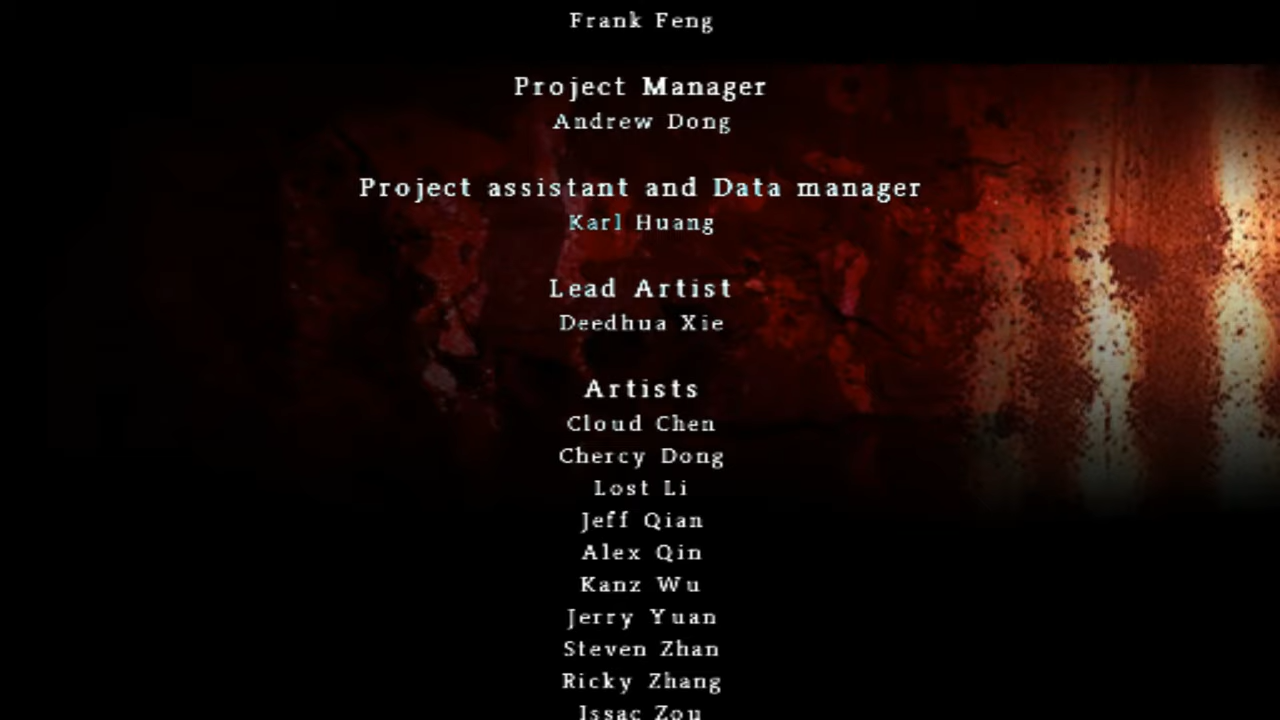 Frank Feng
Project Manager
Andrew Dong
Project assistant and Data manager
Karl Huang
Lead Artist
Deedhua Xie
Artists
Cloud Chen
Chercy Dong
Lost Li
Jeff Qian
Alex Qin
Kanz Wu
Jerry Yuan
Steven Zhan
Ricky Zhang
Issac Zou